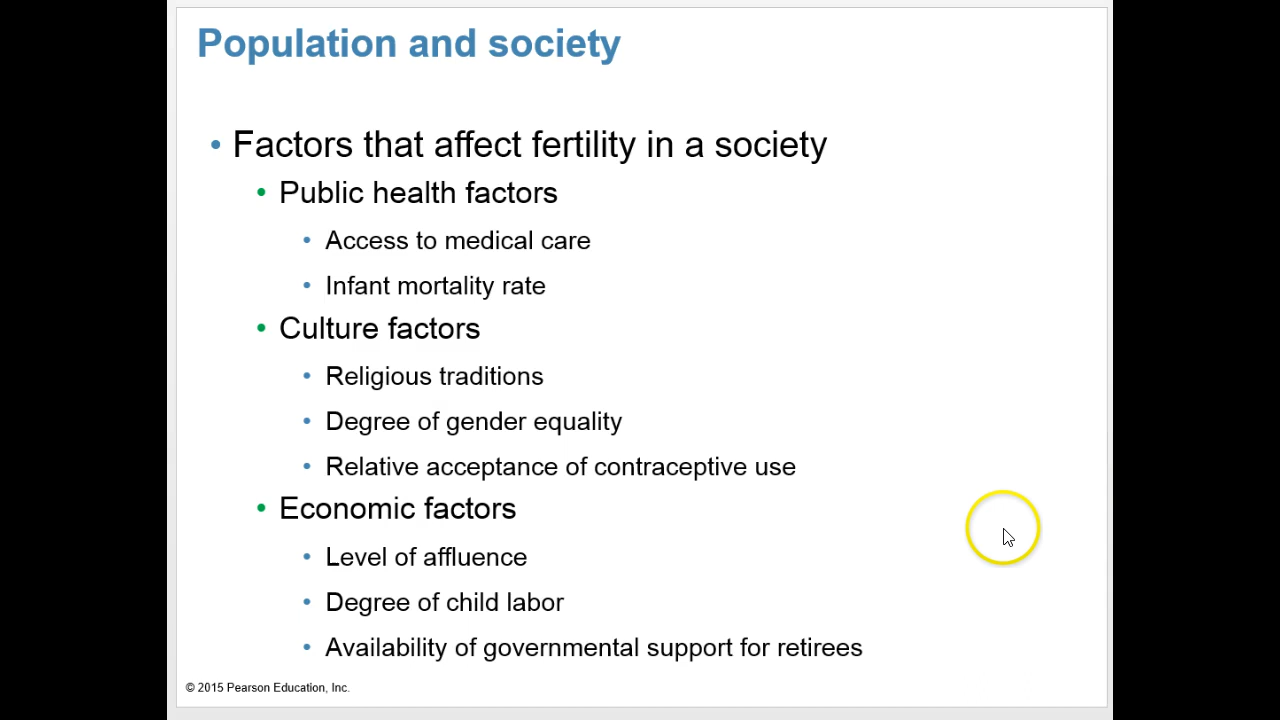 Population and society
• Factors that affect fertility in a society
• Public health factors
• Access to medical care
• Infant mortality rate
• Culture factors
• Religious traditions
• Degree of gender equality
• Relative acceptance of contraceptive use
• Economic factors
• Level of affluence
• Degree of child labor
• Availability of governmental support for retirees
© 2015 Pearson Education, Inc.